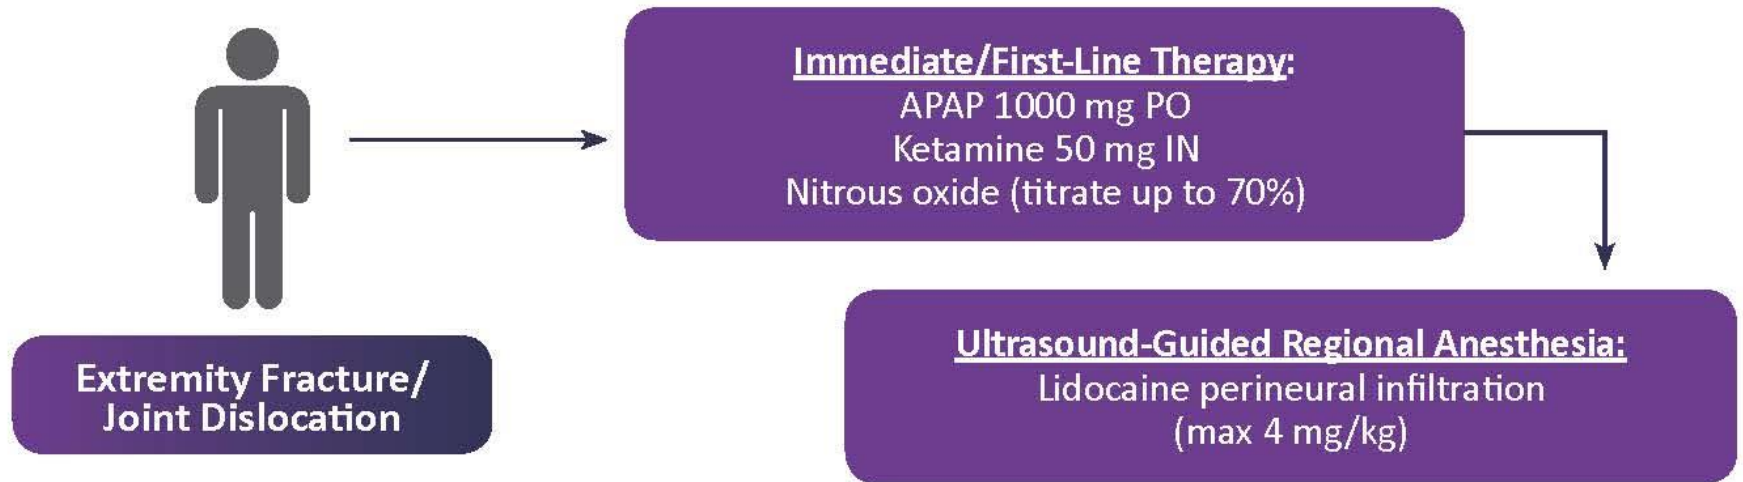 Extremity Fracture/
Joint Dislocation
Immediate/First-Line Therapy:
APAP 1000 mg PO
Ketamine 50 mg IN
Nitrous oxide (titrate up to 70%)
Ultrasound-Guided Regional Anesthesia:
Lidocaine perineural infiltration
(max 4 mg/kg)